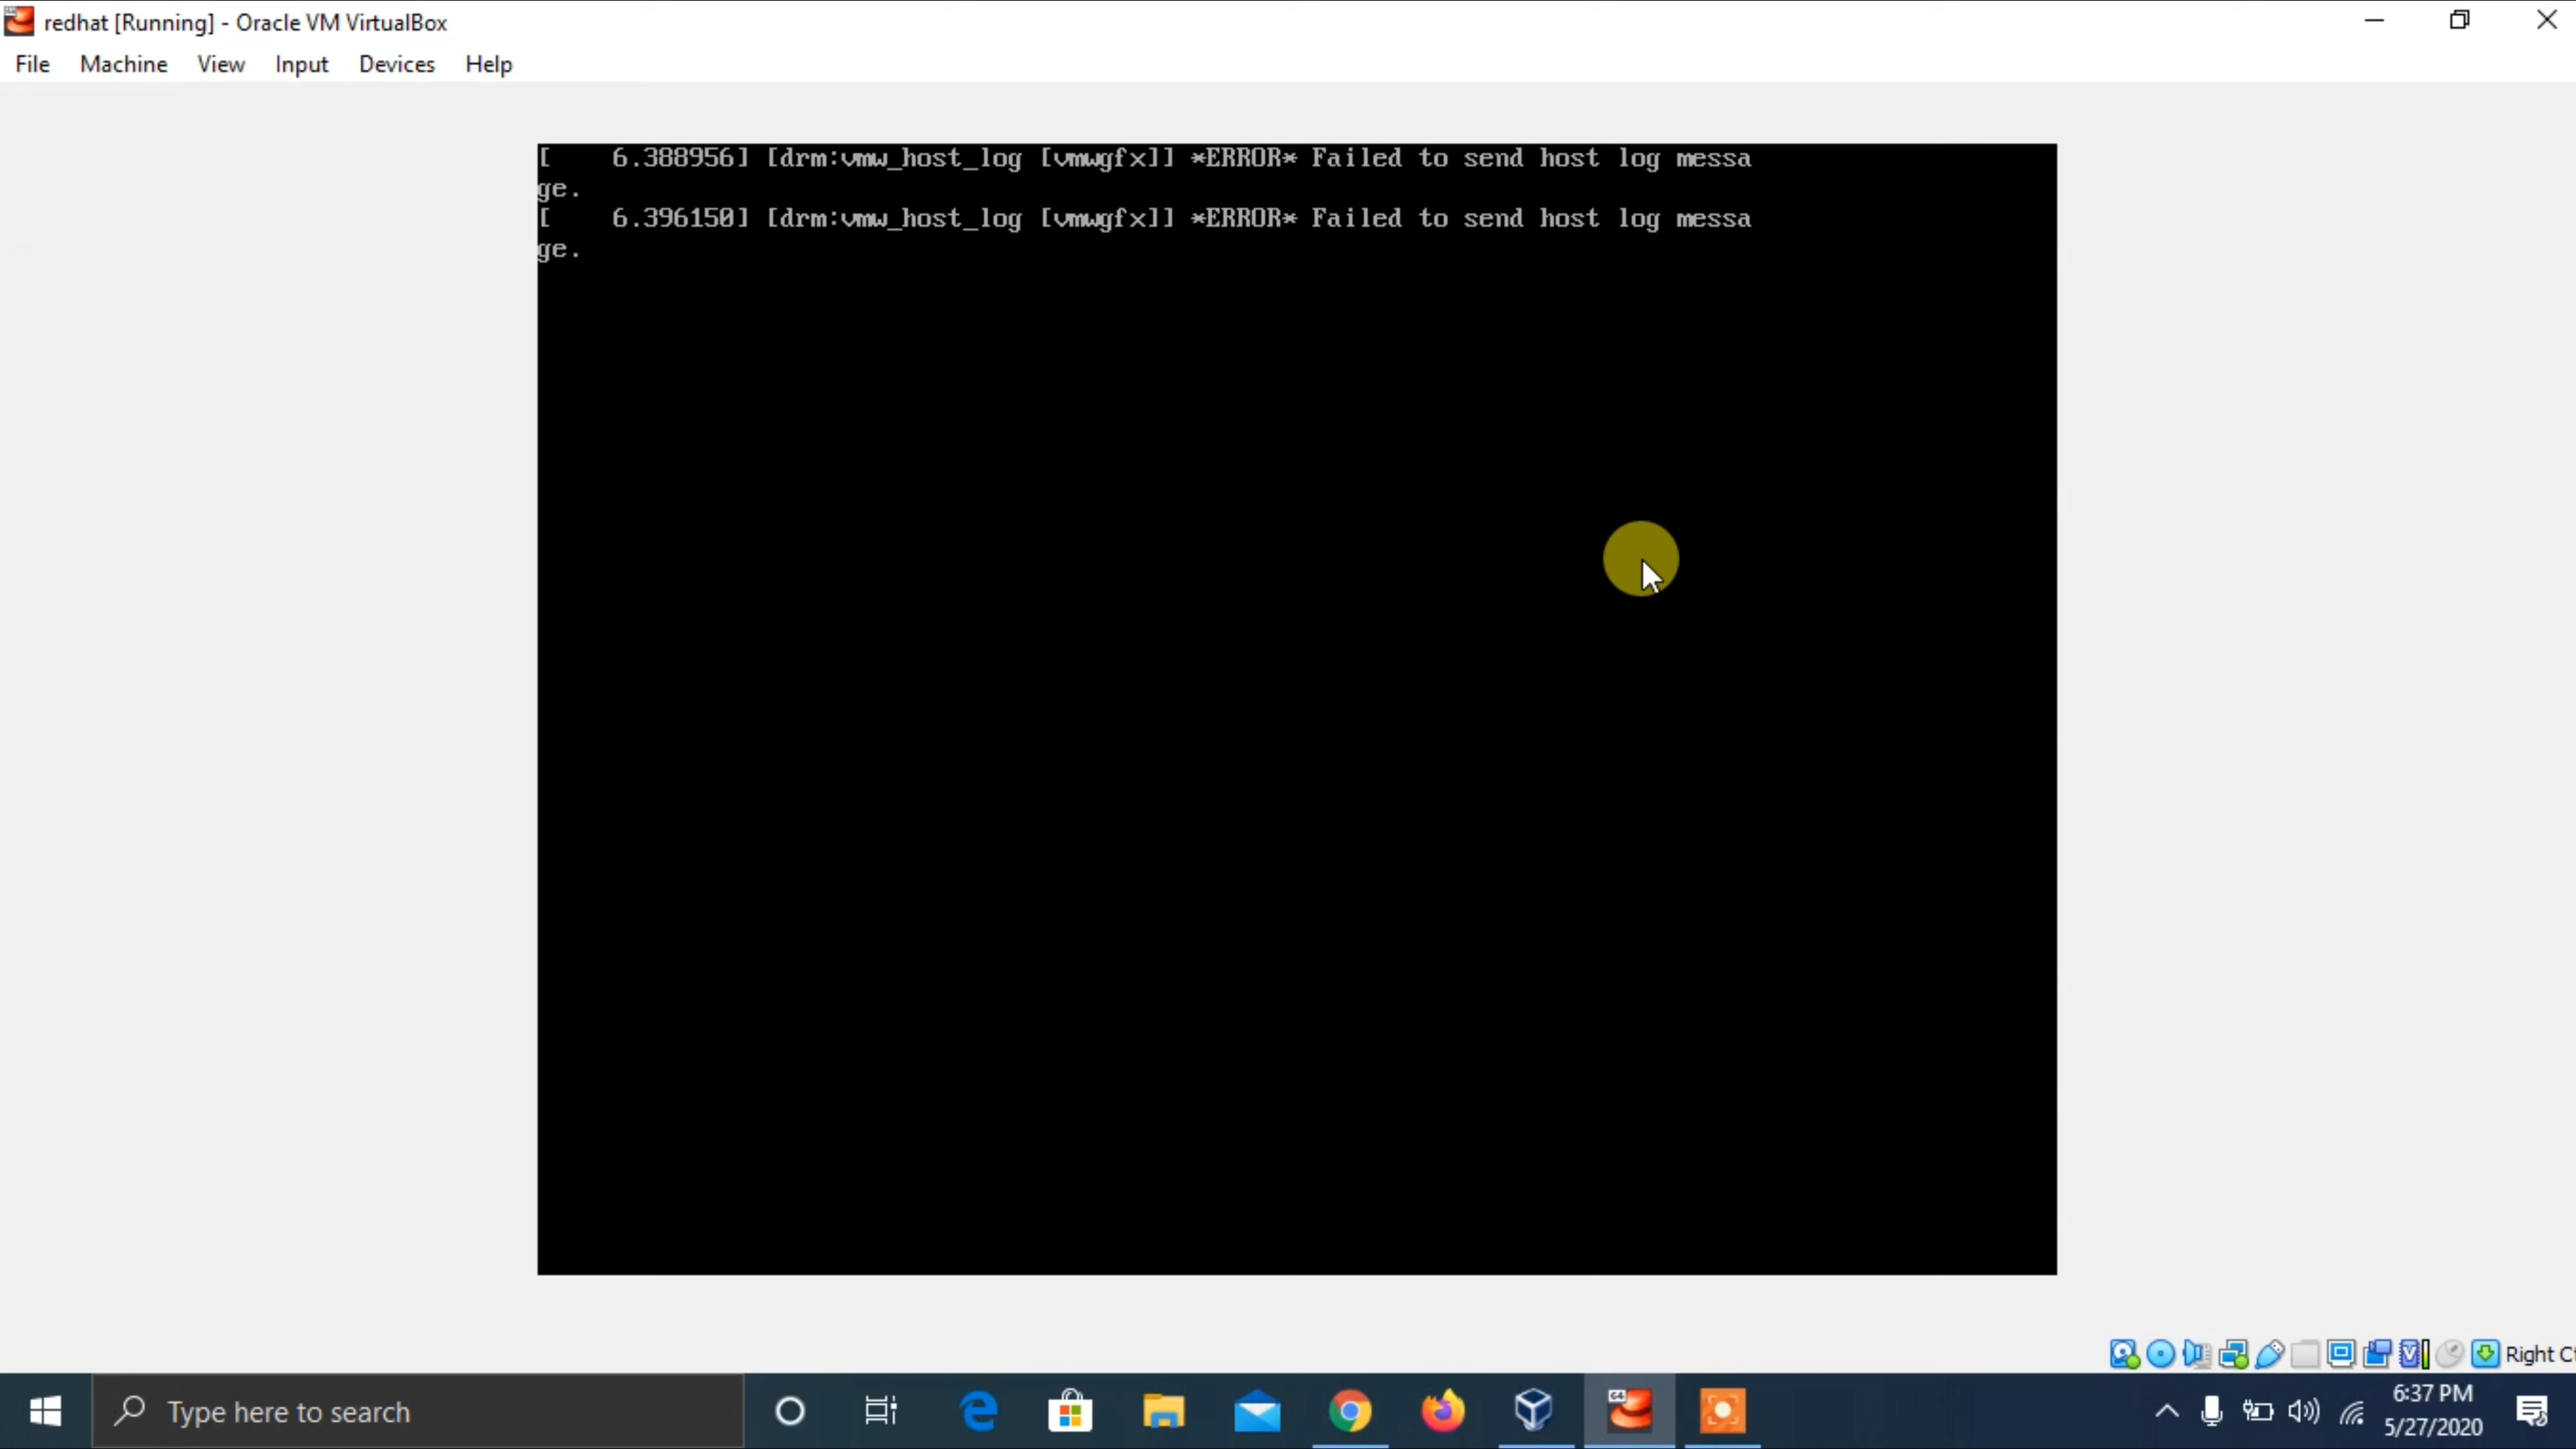 redhat [Running] - Oracle VM VirtualBox
File Machine View Input Devices Help
[    6.388956] [drm:vmw_host_log [vmwgfx]] *ERROR* Failed to send host log messa
ge.
[    6.396150] [drm:vmw_host_log [vmwgfx]] *ERROR* Failed to send host log messa
ge.
Right
Type here to search
6:37 PM
5/27/2020